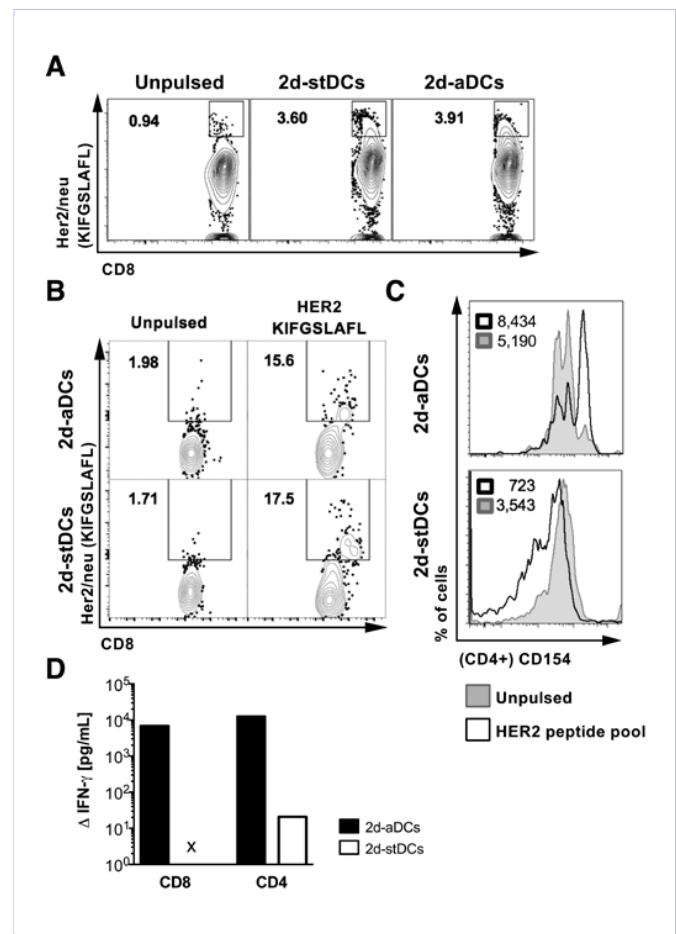 A
Unpulsed 2d-stDCs 2d-aDCs
0.94 3.60 3.91
Her2/neu
(KIFGSLAFL)
CD8
B
Unpulsed
HER2
KIFGSLAFL
2d-aDCs
1.98 15.6
2d-stDCs
1.71 17.5
Her2/neu (KIFGSLAFL)
CD8
C
2d-aDCs
8,434
5,190
2d-stDCs
723
3,543
% of cells
(CD4+) CD154
Unpulsed
HER2 peptide pool
D
Δ IFN-γ [pg/mL]
10⁵
10⁴
10³
10²
10¹
10⁰
x
CD8 CD4
2d-aDCs
2d-stDCs